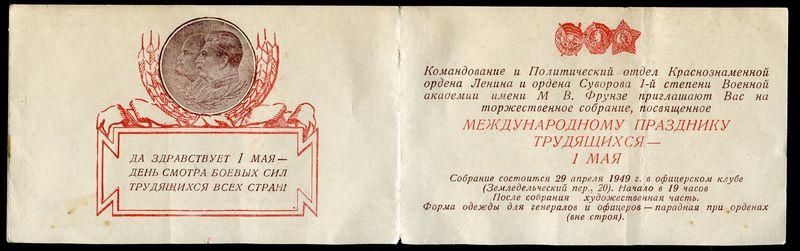 ДА ЗДРАВСТВУЕТ 1 МАЯ—
ДЕНЬ СМОТРА БОЕВЫХ СИЛ
ТРУДЯЩИХСЯ ВСЕХ СТРАН!
Командование и Политический отдел Краснознаменной
ордена Ленина и ордена Суворова 1-й степени Военной
академии имени М В. Фрунзе приглашают Вас на
торжественное собрание, посвященное
МЕЖДУНАРОДНОМУ ПРАЗДНИКУ
ТРУДЯЩИХСЯ—
1 МАЯ
Собрание состоится 29 апреля 1949 г. в офицерском клубе
(Земледельческий пер., 20). Начало в 19 часов
После собрания художественная часть.
Форма одежды для генералов и офицеров — парадная при орденах
(вне строя).